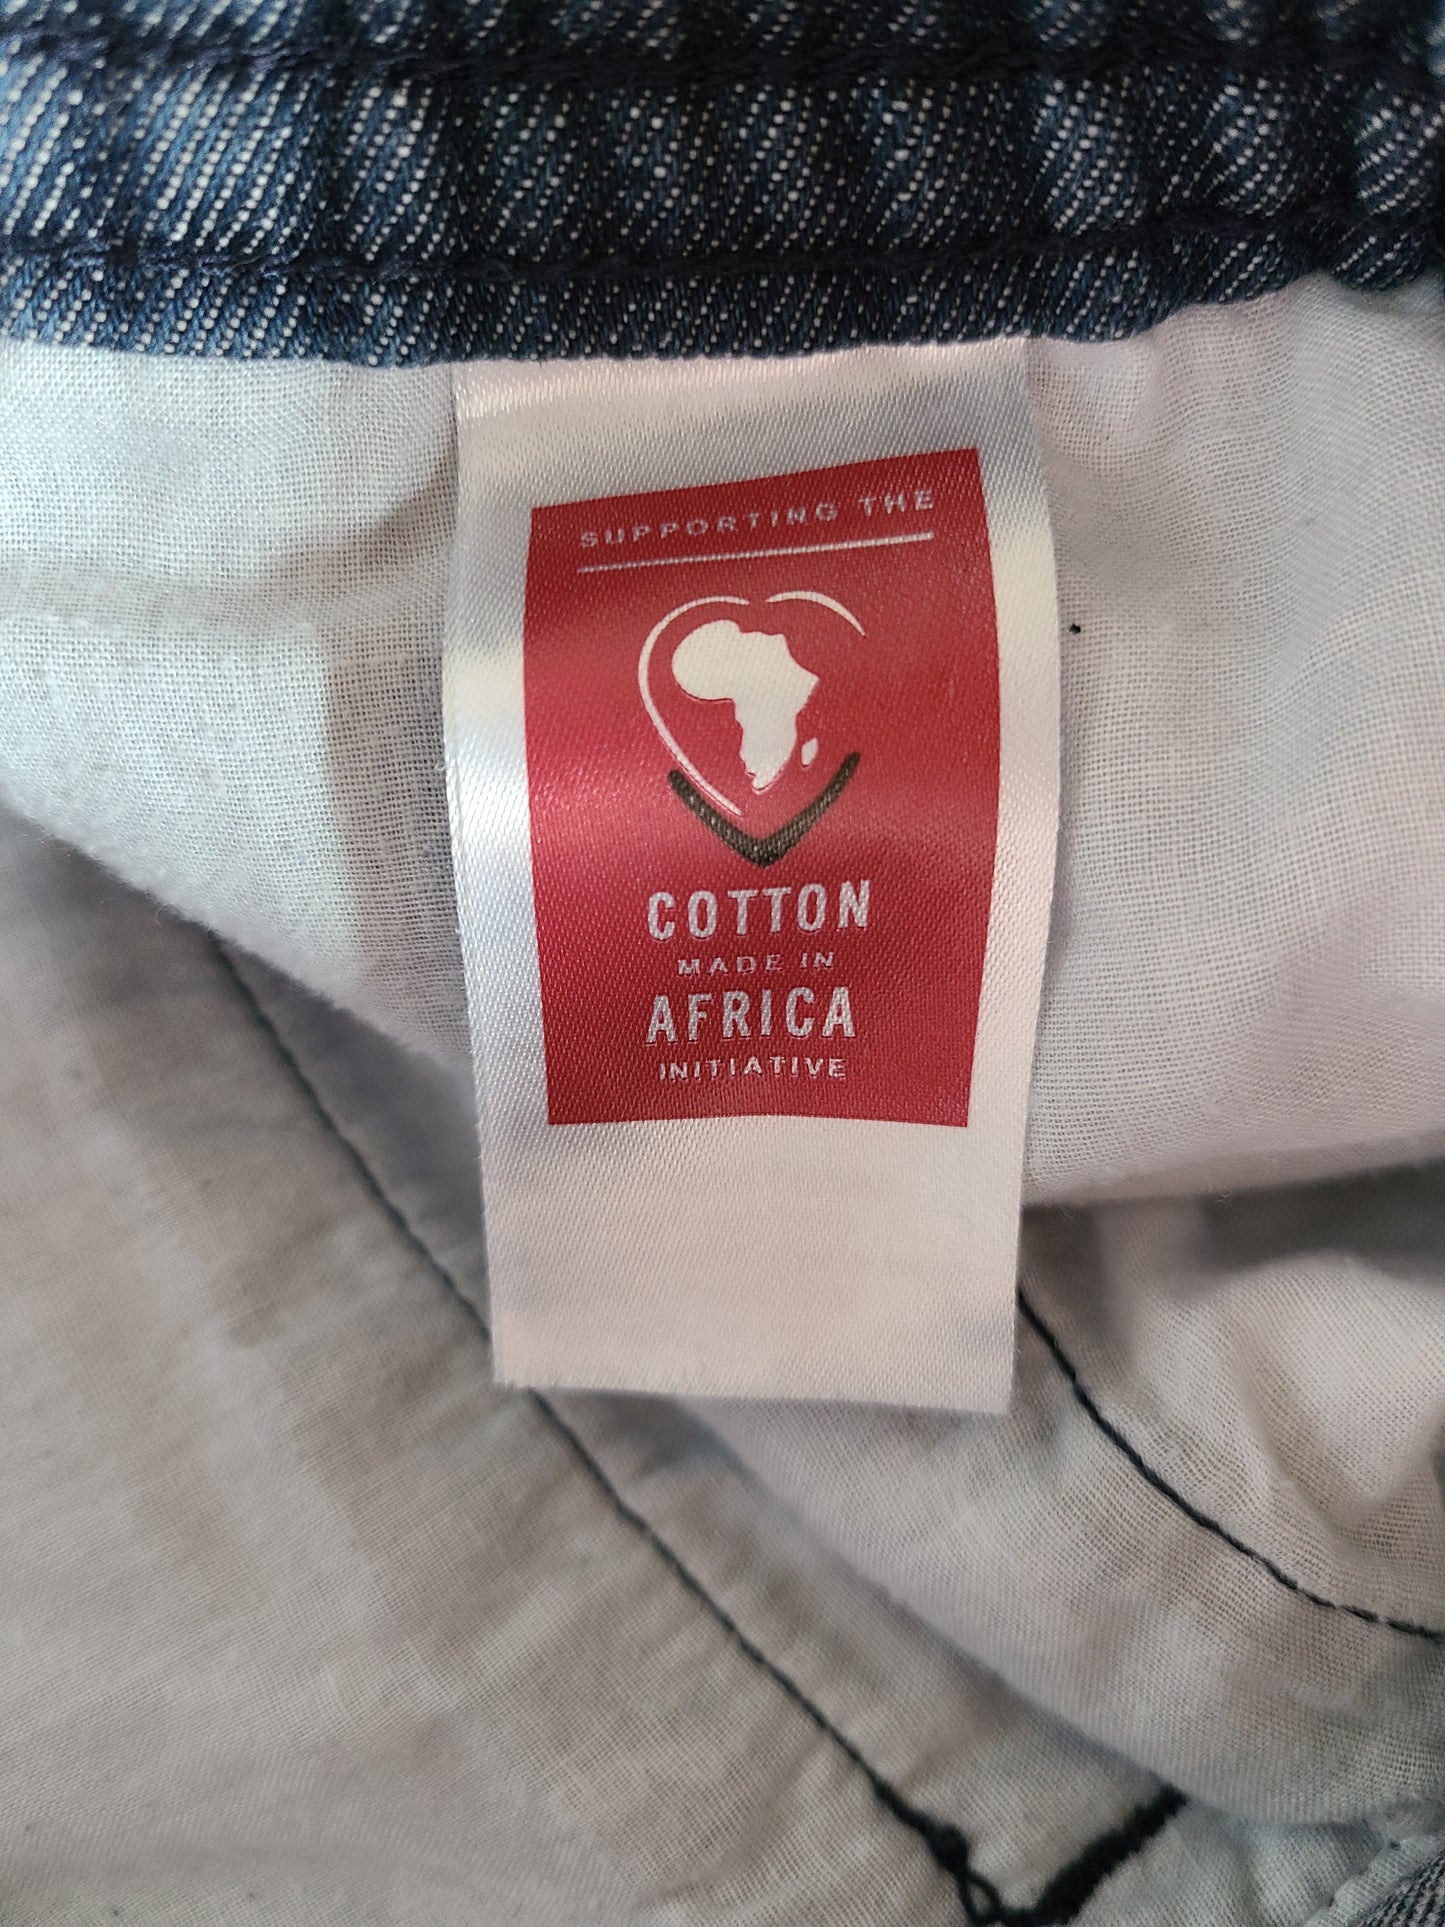 SUPPORTING THE
COTTON
MADE IN
AFRICA
INITIATIVE